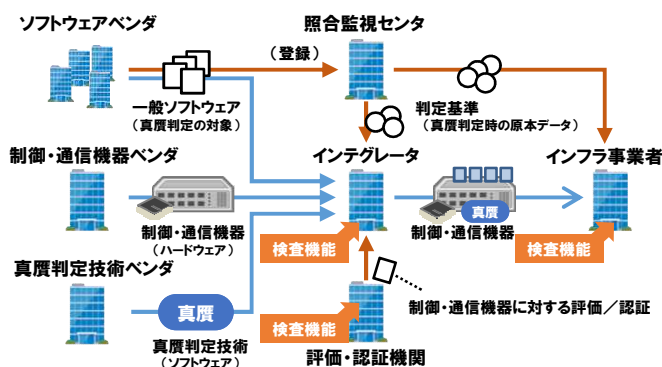 ソフトウェアベンダ
照合監視センタ
（登録）
一般ソフトウェア
（真贋判定の対象）
判定基準
（真贋判定時の原本データ）
制御・通信機器ベンダ
インテグレータ
インフラ事業者
制御・通信機器
（ハードウェア）
真贋
制御・通信機器
検査機能
検査機能
真贋判定技術ベンダ
真贋
制御・通信機器に対する評価／認証
検査機能
真贋判定技術
（ソフトウェア）
評価・認証機関